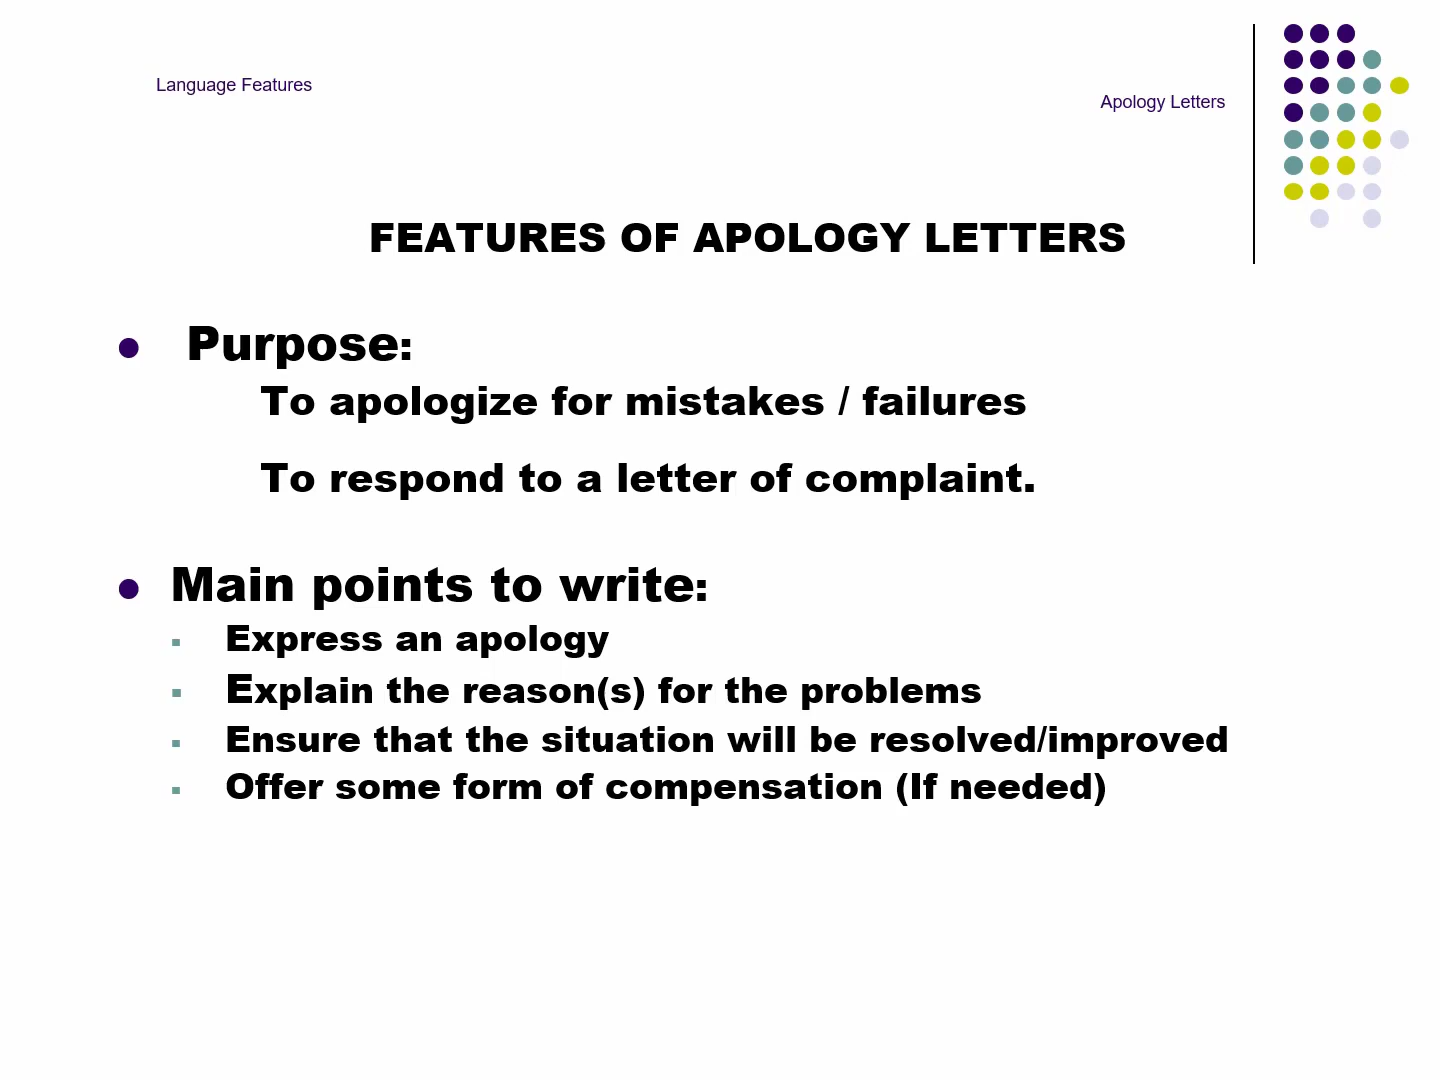 Language Features
Apology Letters
FEATURES OF APOLOGY LETTERS
Purpose:
To apologize for mistakes / failures
To respond to a letter of complaint.
Main points to write:
Express an apology
Explain the reason(s) for the problems
Ensure that the situation will be resolved/improved
Offer some form of compensation (If needed)